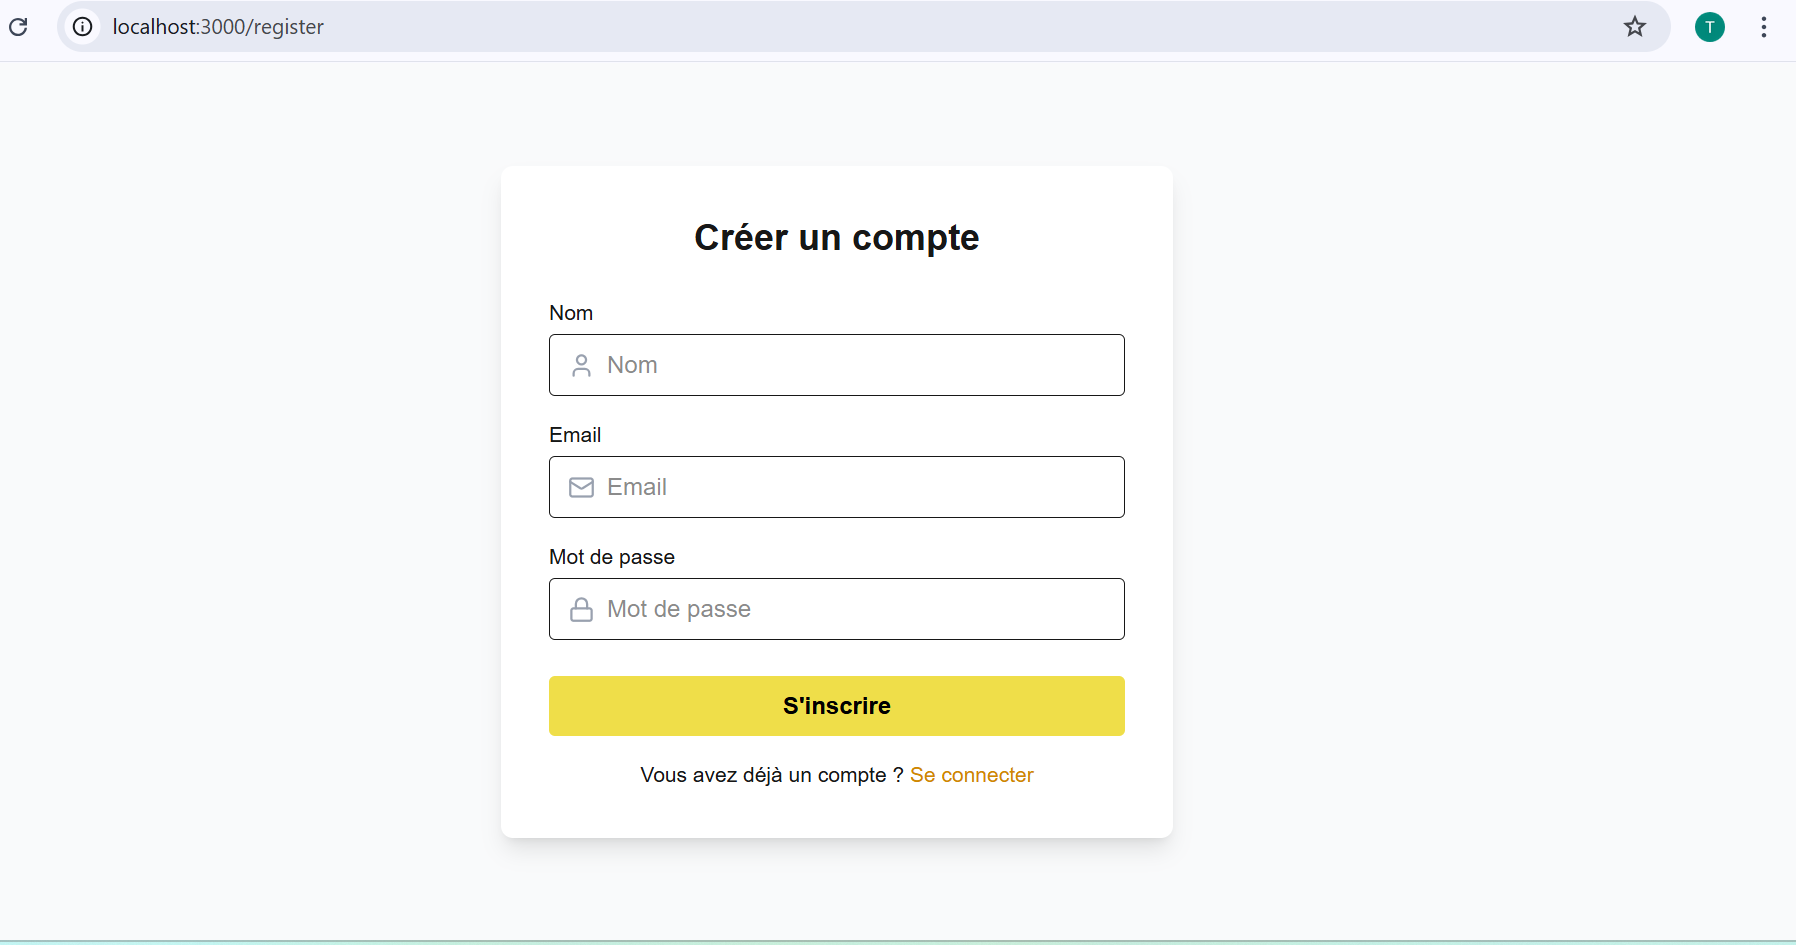 localhost:3000/register
T
Créer un compte
Nom
Nom
Email
Email
Mot de passe
Mot de passe
S'inscrire
Vous avez déjà un compte ? Se connecter